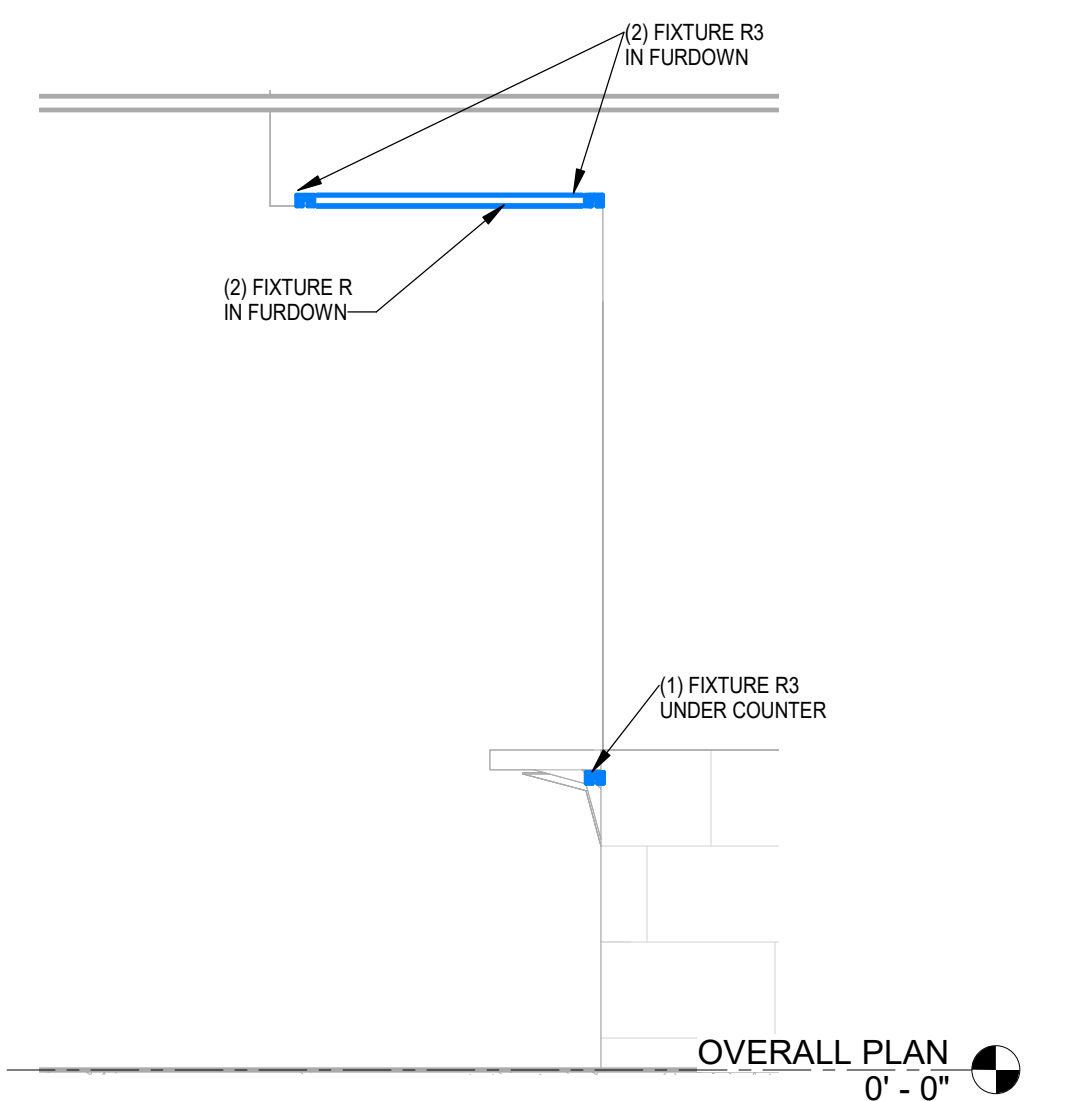 (2) FIXTURE R3
IN FURDOWN
(2) FIXTURE R
IN FURDOWN
(1) FIXTURE R3
UNDER COUNTER
OVERALL PLAN
0' - 0"